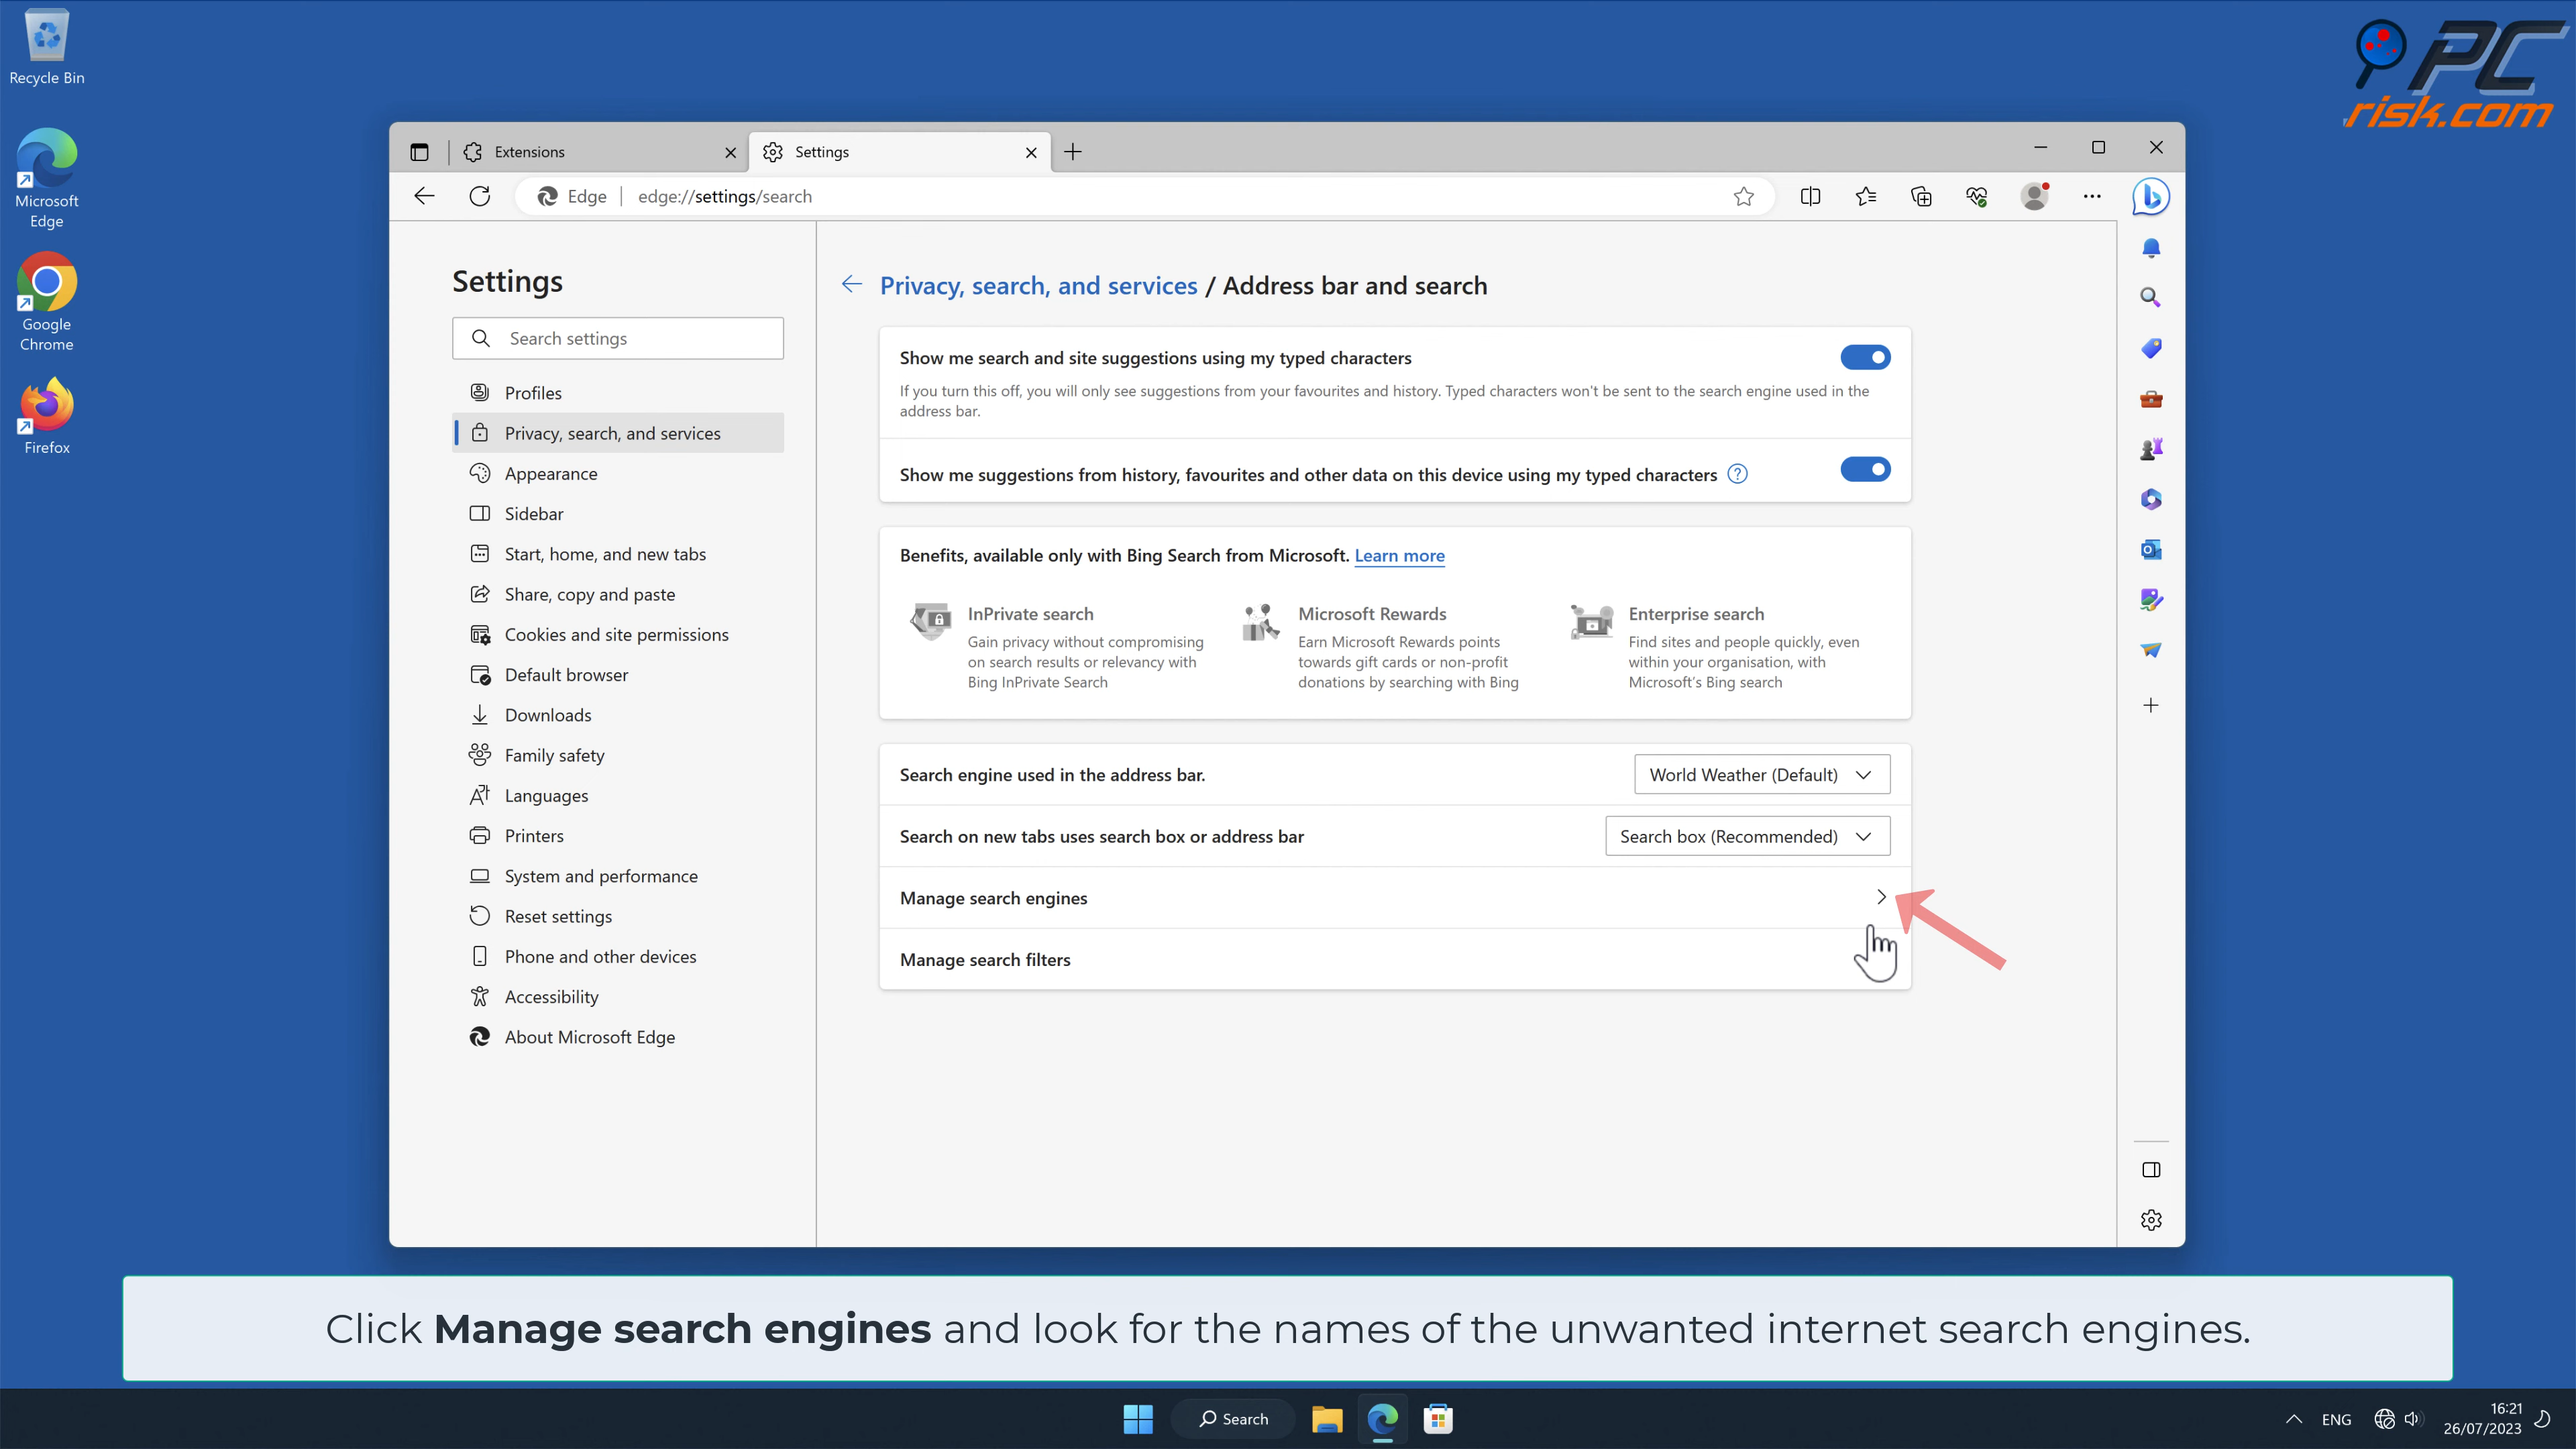 Recycle Bin
Microsoft
Edge
Google
Chrome
Firefox
PC
risk.com
Extensions
Settings
Edge
edge://settings/search
Settings
Search settings
Profiles
Privacy, search, and services
Appearance
Sidebar
Start, home, and new tabs
Share, copy and paste
Cookies and site permissions
Default browser
Downloads
Family safety
Languages
Printers
System and performance
Reset settings
Phone and other devices
Accessibility
About Microsoft Edge
Privacy, search, and services / Address bar and search
Show me search and site suggestions using my typed characters
If you turn this off, you will only see suggestions from your favourites and history. Typed characters won't be sent to the search engine used in the
address bar.
Show me suggestions from history, favourites and other data on this device using my typed characters
Benefits, available only with Bing Search from Microsoft. Learn more
InPrivate search
Gain privacy without compromising
on search results or relevancy with
Bing InPrivate Search
Microsoft Rewards
Earn Microsoft Rewards points
towards gift cards or non-profit
donations by searching with Bing
Enterprise search
Find sites and people quickly, even
within your organisation, with
Microsoft's Bing search
Search engine used in the address bar.
World Weather (Default)
Search on new tabs uses search box or address bar
Search box (Recommended)
Manage search engines
Manage search filters
Click Manage search engines and look for the names of the unwanted internet search engines.
Search
ENG
16:21
26/07/2023